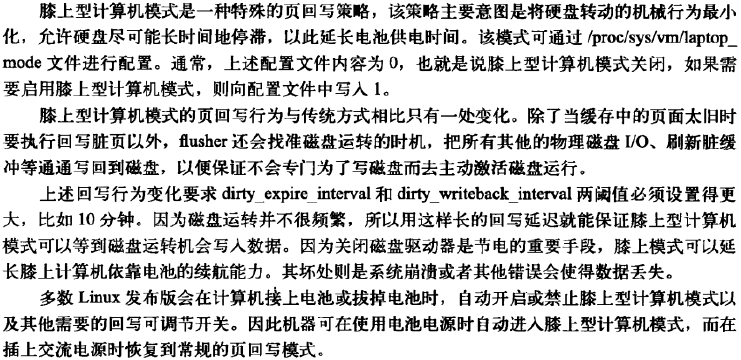 膝上型计算机模式是一种特殊的页回写策略，该策略主要意图是将硬盘转动的机械行为最小
化，允许硬盘尽可能长时间地停滞，以此延长电池供电时间。该模式可通过 /proc/sys/vm/laptop_
mode 文件进行配置。通常，上述配置文件内容为 0，也就是说膝上型计算机模式关闭，如果需
要启用膝上型计算机模式，则向配置文件中写入 1。
膝上型计算机模式的页回写行为与传统方式相比只有一处变化。除了当缓存中的页面太旧时
要执行回写脏页以外，flusher 还会找准磁盘运转的时机，把所有其他的物理磁盘 I/O、刷新脏缓
冲等通通写回到磁盘，以便保证不会专门为了写磁盘而去主动激活磁盘运行。
上述回写行为变化要求 dirty_expire_interval 和 dirty_writeback_interval 两阈值必须设置得更
大，比如 10 分钟。因为磁盘运转并不很频繁，所以用这样长的回写延迟就能保证膝上型计算机
模式可以等到磁盘运转机会写入数据。因为关闭磁盘驱动器是节电的重要手段，膝上模式可以延
长膝上计算机依靠电池的续航能力。其坏处则是系统崩溃或者其他错误会使得数据丢失。
多数 Linux 发布版会在计算机接上电池或拔掉电池时，自动开启或禁止膝上型计算机模式以
及其他需要的回写可调节开关。因此机器可在使用电池电源时自动进入膝上型计算机模式，而在
插上交流电源时恢复到常规的页回写模式。